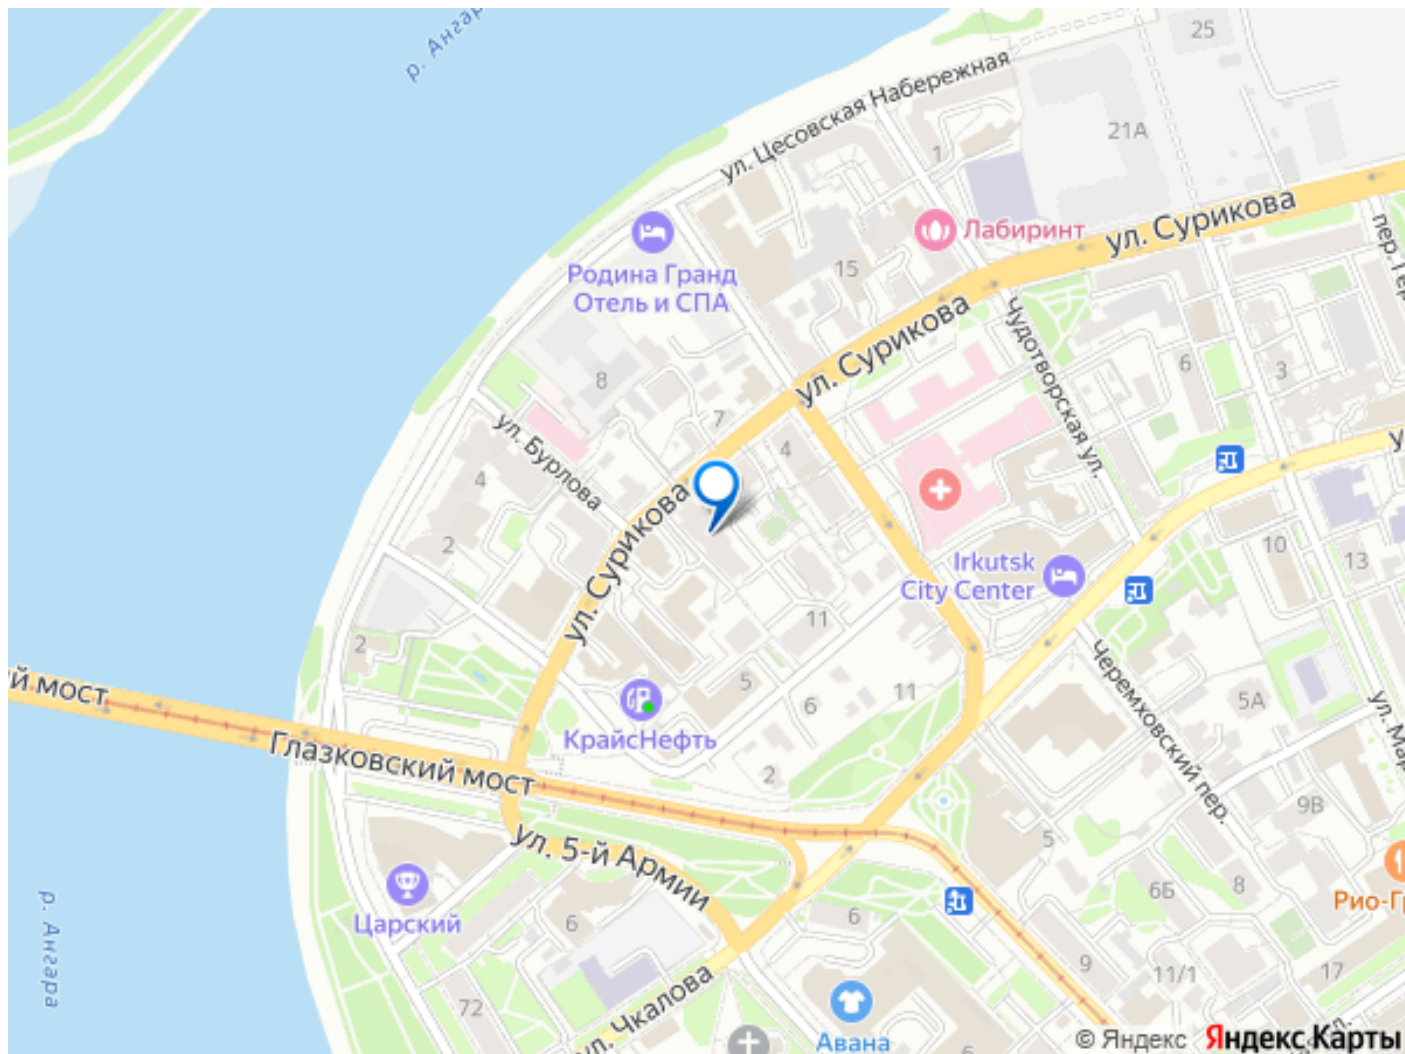 р. Ангара
25
ул. Цесовская Набережная
21А
1
ул. Сурикова
Лабиринт
Родина Гранд
Отель и СПА
15
ул. Сурикова
Чудотворская ул.
6
3
8
7
4
ул. Бурлова
4
2
ул. Сурикова
Irkutsk
City Center
10
13
11
2
5
6
11
5А
КрайсНефть
2
Черемховский пер.
й мост
Глазковский мост
9В
5
ул. 5-й Армии
Царский
6
6
6Б
8
Рио-Г
р. Ангара
72
ул. Чкалова
9
11/1
17
Авана
6
© Яндекс Яндекс Карты